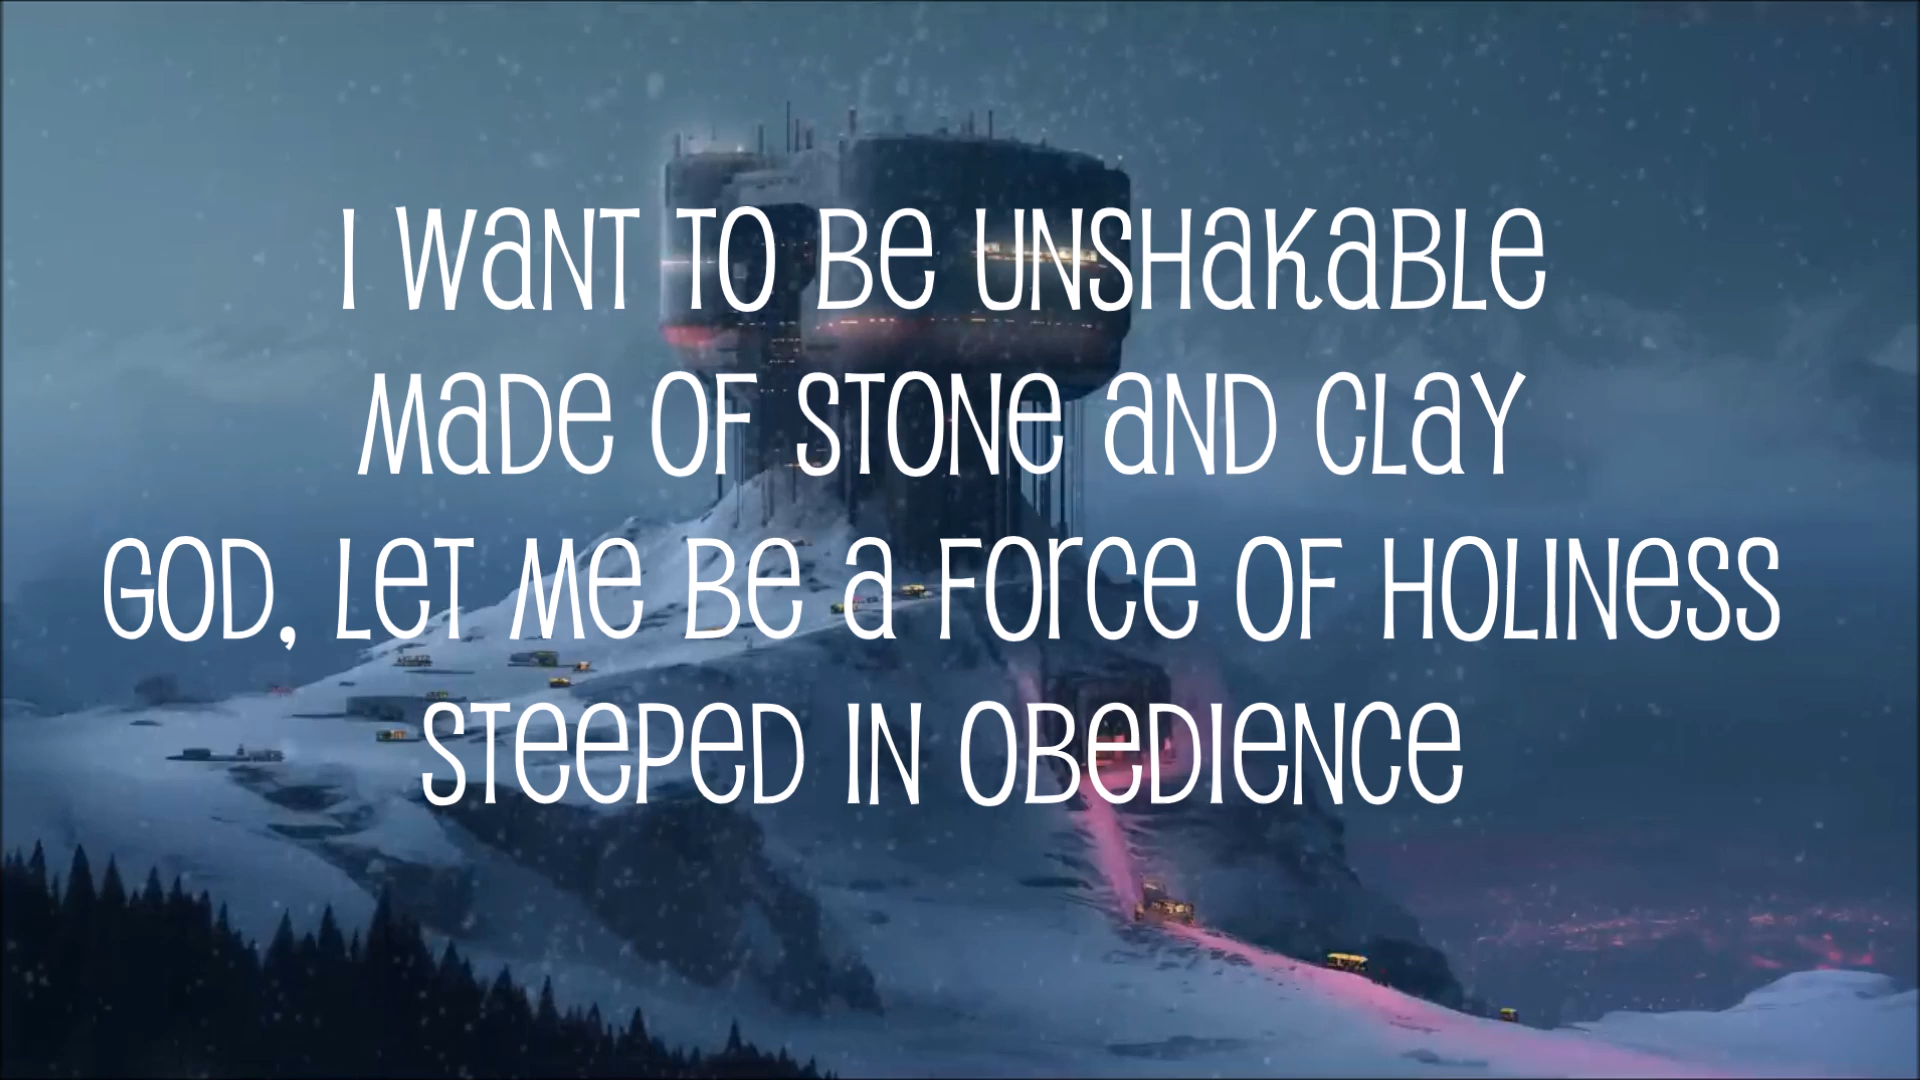 I WANT TO BE UNSHAKABLE
MADE OF STONE AND CLAY
GOD, LET ME BE A FORCE OF HOLINESS
STEEPED IN OBEDIENCE